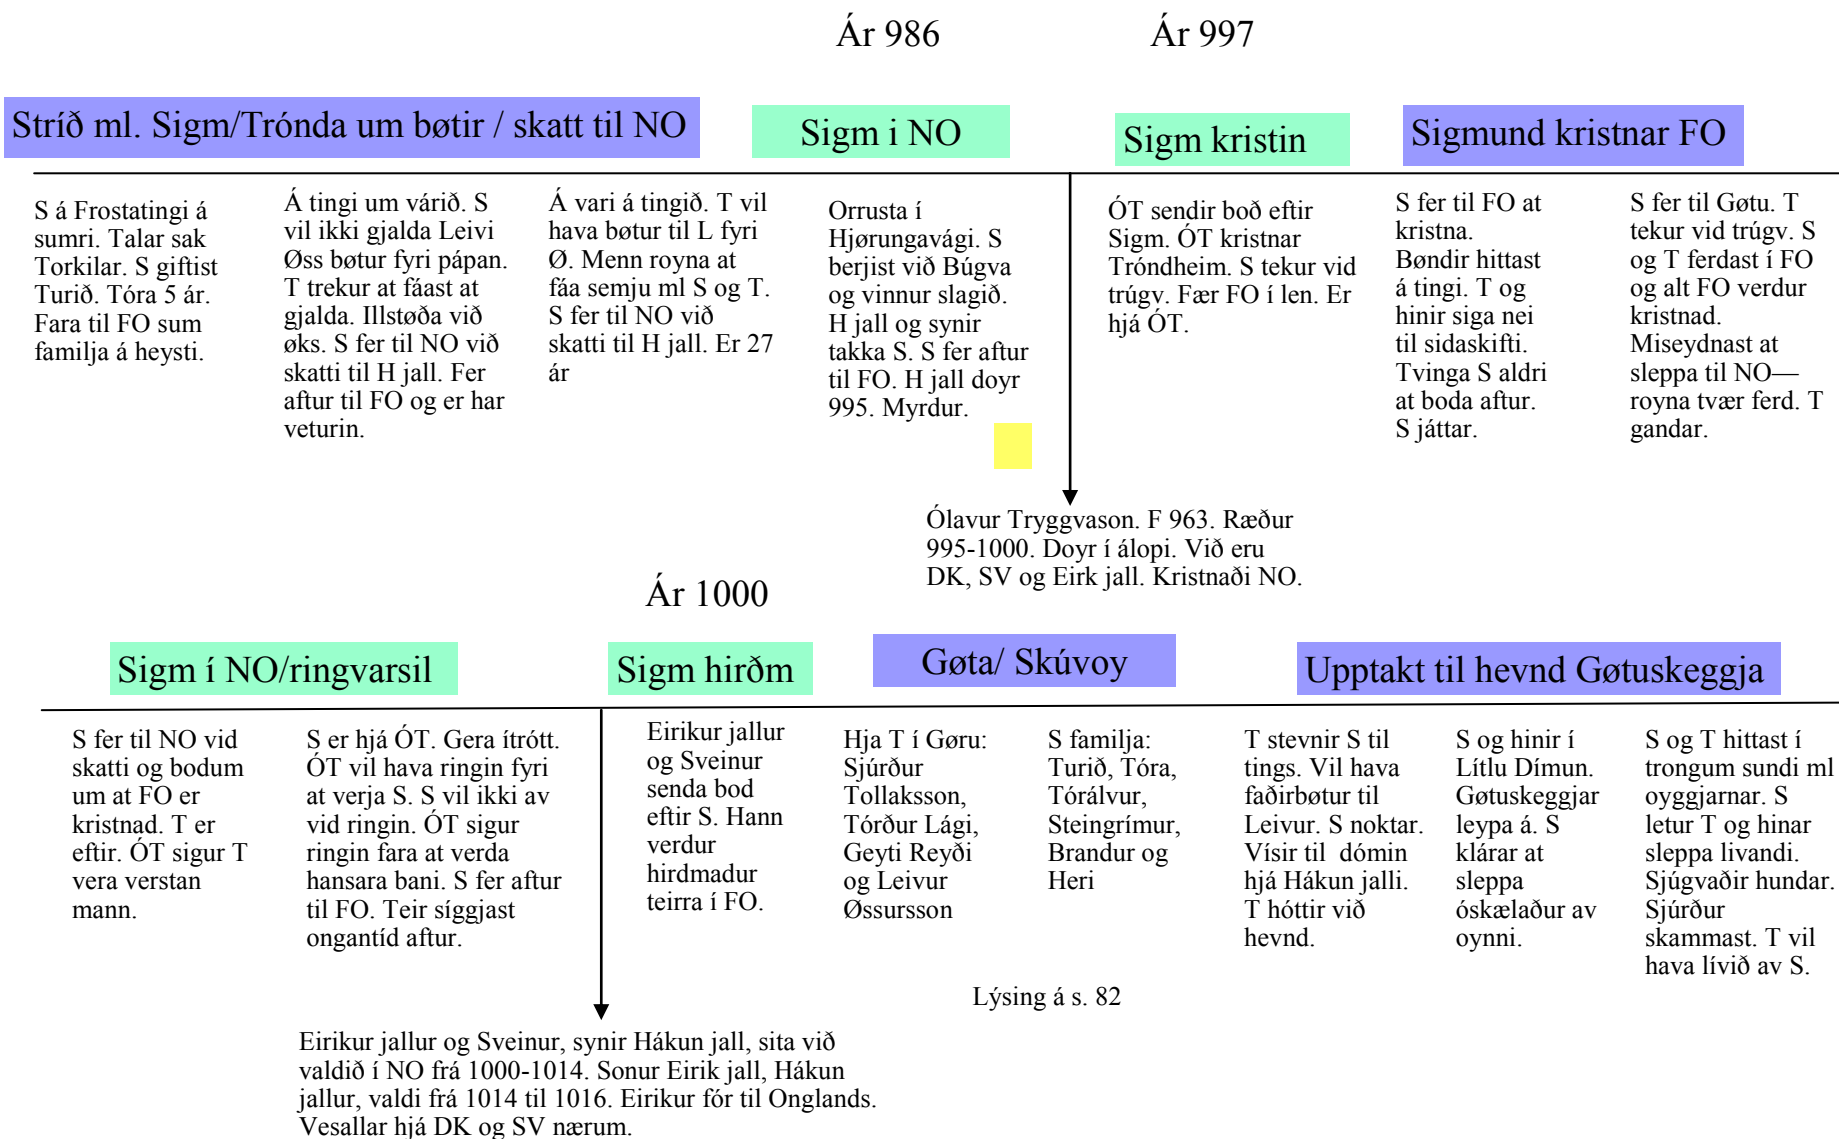 Ár 986
Ár 997
Stríð ml. Sigm/Trónda um bøtir / skatt til NO
Sigm i NO
Sigm kristin
Sigmund kristnar FO
S á Frostatingi á
sumri. Talar sak
Torkilar. S giftist
Turið. Tóra 5 ár.
Fara til FO sum
familja á heysti.
Á tingi um várið. S
vil ikki gjalda Leivi
Øss bøtur fyri pápan.
T trekur at fáast at
gjalda. Illstøða við
øks. S fer til NO við
skatti til H jall. Fer
aftur til FO og er har
veturin.
Á vari á tingið. T vil
hava bøtur til L fyri
Ø. Menn royna at
fáa semju ml S og T.
S fer til NO við
skatti til H jall. Er 27
ár
Orrusta í
Hjørungavági. S
berjist við Búgva
og vinnur slagið.
H jall og synir
takka S. S fer aftur
til FO. H jall doyr
995. Myrdur.
ÓT sendir boð eftir
Sigm. ÓT kristnar
Tróndheim. S tekur vid
trúgv. Fær FO í len. Er
hjá ÓT.
S fer til FO at
kristna.
Bøndir hittast
á tingi. T og
hinir siga nei
til sidaskifti.
Tvinga S aldri
at boda aftur.
S játtar.
S fer til Gøtu. T
tekur vid trúgv. S
og T ferdast í FO
og alt FO verdur
kristnad.
Miseydnast at
sleppa til NO—
royna tvær ferd. T
gandar.
Ólavur Tryggvason. F 963. Ræður
995-1000. Doyr í álopi. Við eru
DK, SV og Eirk jall. Kristnaði NO.
Ár 1000
Sigm í NO/ringvarsil
Sigm hirðm
Gøta/ Skúvoy
Upptakt til hevnd Gøtuskeggja
S fer til NO vid
skatti og bodum
um at FO er
kristnad. T er
eftir. ÓT sigur T
vera verstan
mann.
S er hjá ÓT. Gera ítrótt.
ÓT vil hava ringin fyri
at verja S. S vil ikki av
vid ringin. ÓT sigur
ringin fara at verda
hansara bani. S fer aftur
til FO. Teir síggjast
ongantíd aftur.
Eirikur jallur
og Sveinur
senda bod
eftir S. Hann
verdur
hirdmadur
teirra í FO.
Hja T í Gøru:
Sjúrður
Tollaksson,
Tórður Lági,
Geyti Reyði
og Leivur
Øssursson
S familja:
Turið, Tóra,
Tórálvur,
Steingrímur,
Brandur og
Heri
T stevnir S til
tings. Vil hava
faðirbøtur til
Leivur. S noktar.
Vísir til dómin
hjá Hákun jalli.
T hóttir við
hevnd.
S og hinir í
Lítlu Dímun.
Gøtuskeggjar
leypa á. S
klárar at
sleppa
óskælaður av
oynni.
S og T hittast í
trongum sundi ml
oyggjarnar. S
letur T og hinar
sleppa livandi.
Sjúgvaðir hundar.
Sjúrður
skammast. T vil
hava lívið av S.
Lýsing á s. 82
Eirikur jallur og Sveinur, synir Hákun jall, sita við
valdið í NO frá 1000-1014. Sonur Eirik jall, Hákun
jallur, valdi frá 1014 til 1016. Eirikur fór til Onglands.
Vesallar hjá DK og SV nærum.